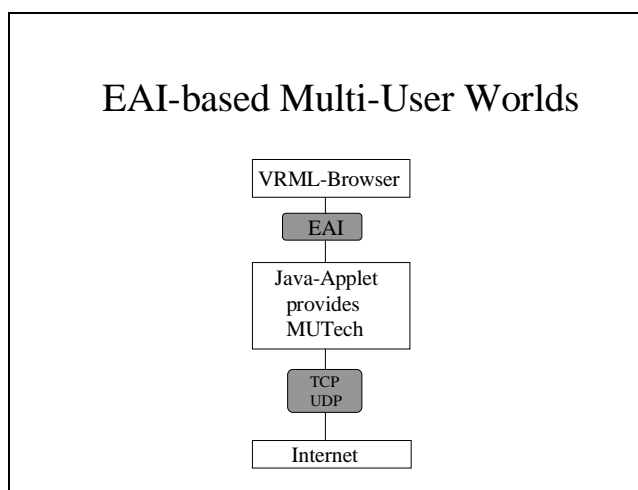 EAI-based Multi-User Worlds
VRML-Browser
EAI
Java-Applet
provides
MUTech
TCP
UDP
Internet